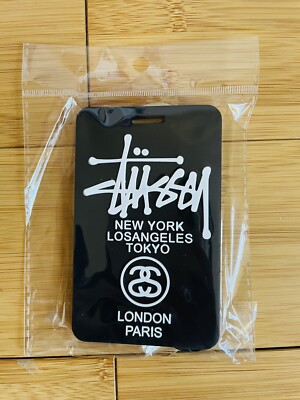 Stüssy
NEW YORK
LOSANGELES
TOKYO
LONDON
PARIS